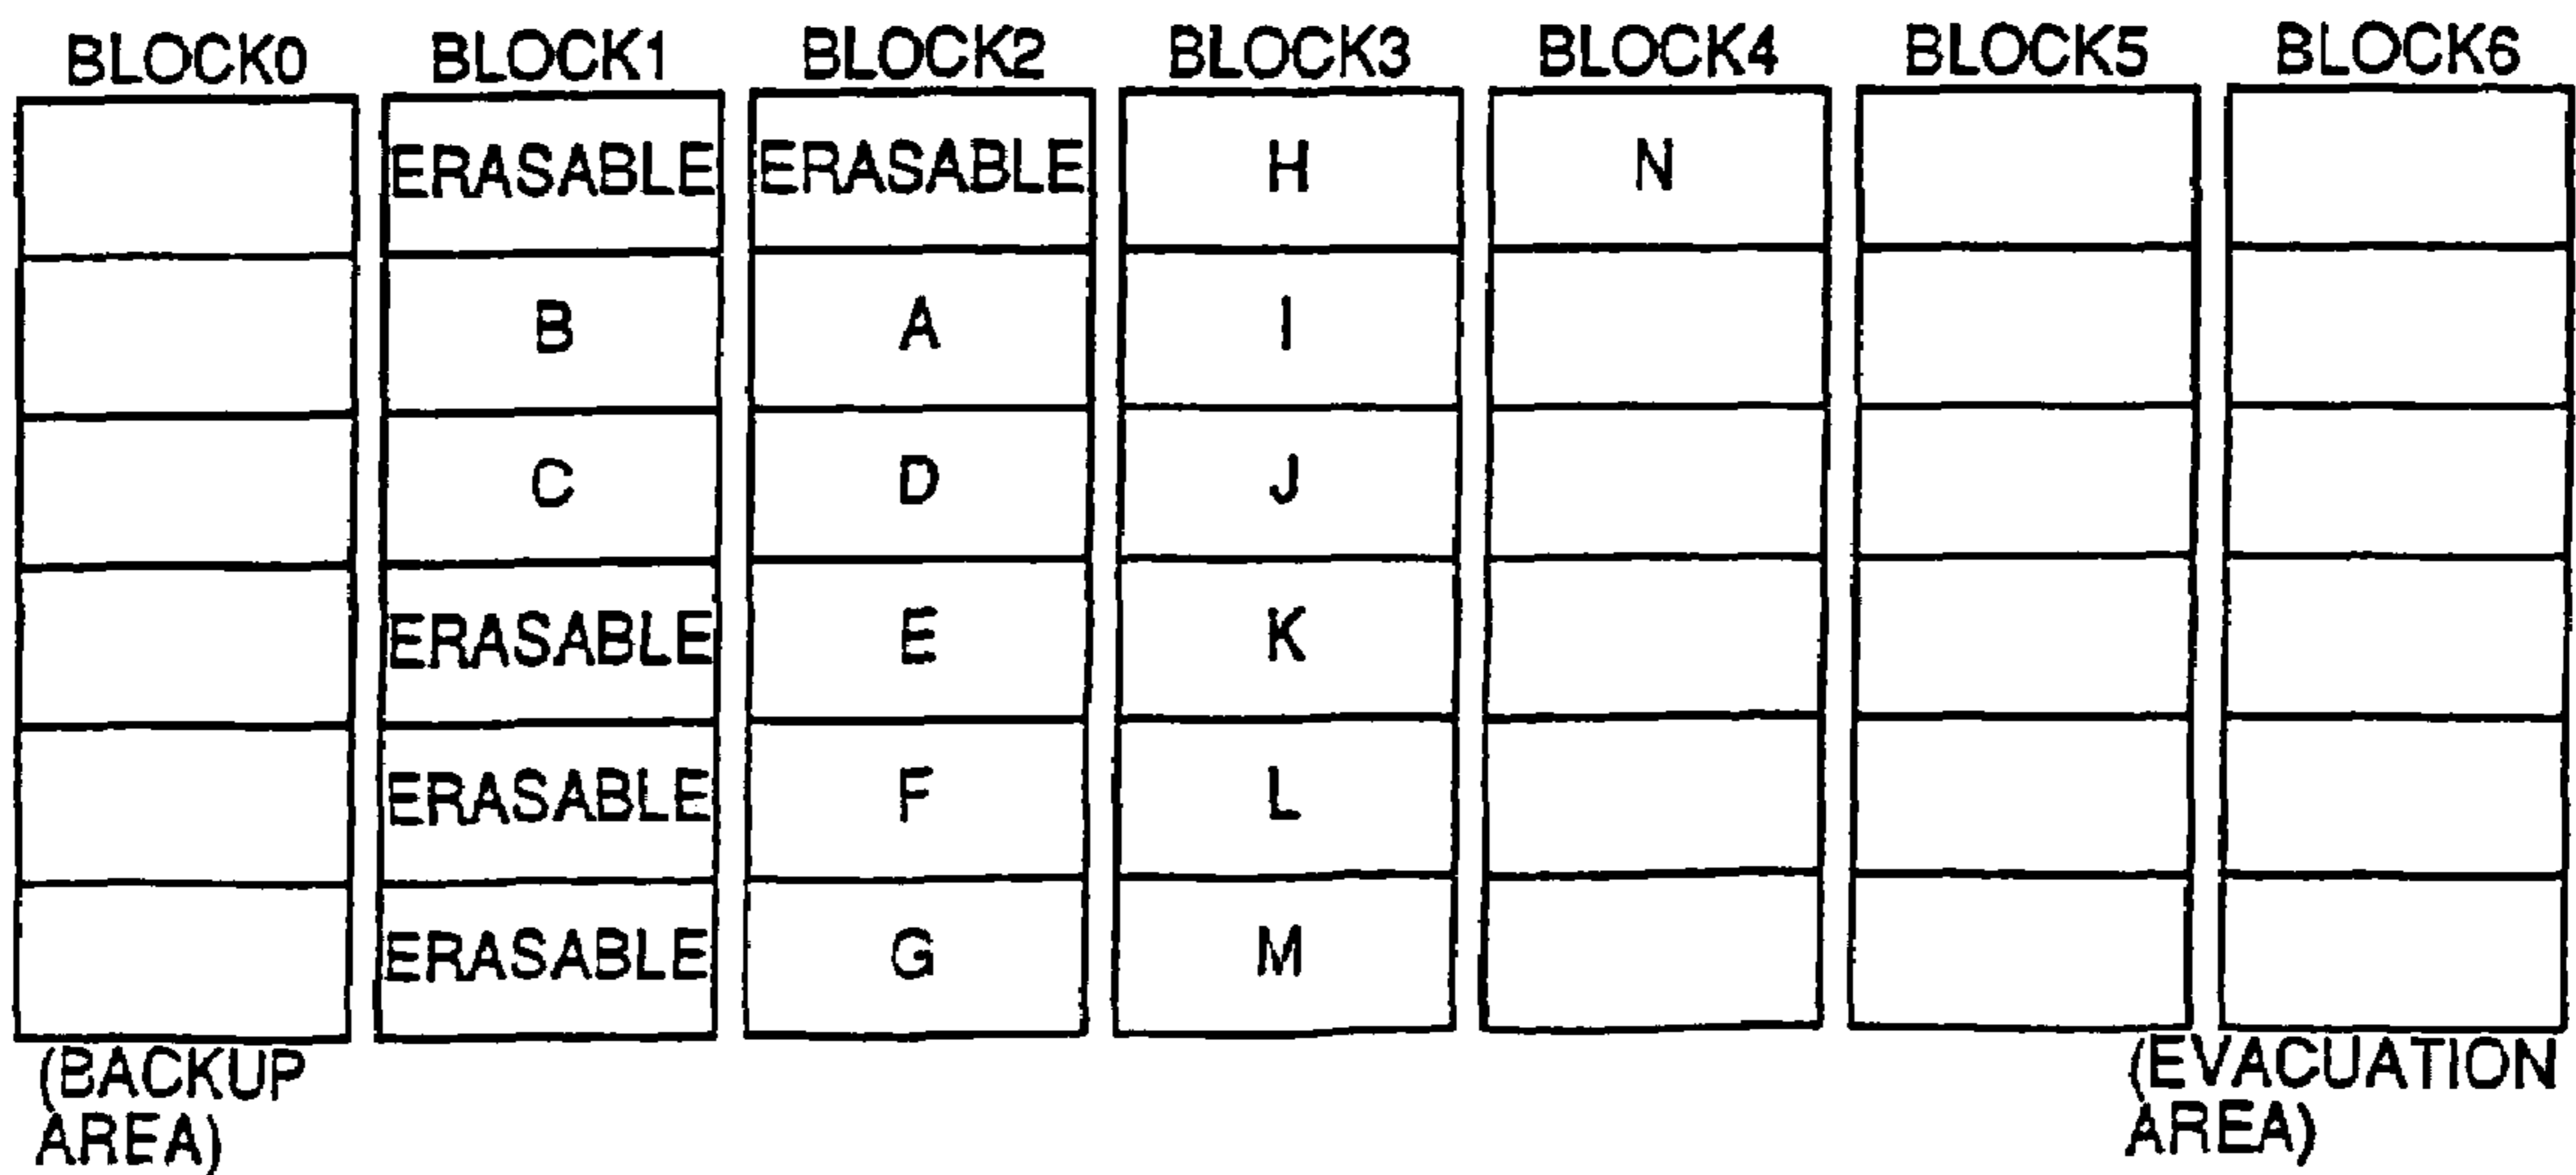 BLOCK0 BLOCK1 BLOCK2 BLOCK3 BLOCK4 BLOCK5 BLOCK6
ERASABLE ERASABLE H N
B A I
C D J
ERASABLE E K
ERASABLE F L
ERASABLE G M
(BACKUP (EVACUATION
AREA) AREA)